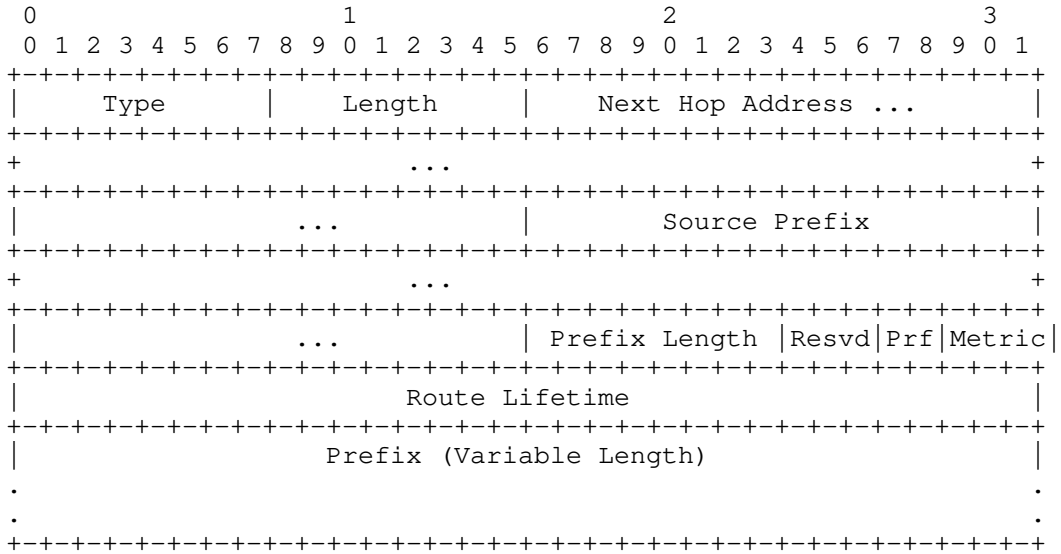 0                   1                   2                   3
0 1 2 3 4 5 6 7 8 9 0 1 2 3 4 5 6 7 8 9 0 1 2 3 4 5 6 7 8 9 0 1
+-+-+-+-+-+-+-+-+-+-+-+-+-+-+-+-+-+-+-+-+-+-+-+-+-+-+-+-+-+-+-+-+
|     Type      |    Length     |    Next Hop Address ...       |
+-+-+-+-+-+-+-+-+-+-+-+-+-+-+-+-+-+-+-+-+-+-+-+-+-+-+-+-+-+-+-+-+
+                        ...                                    +
+-+-+-+-+-+-+-+-+-+-+-+-+-+-+-+-+-+-+-+-+-+-+-+-+-+-+-+-+-+-+-+-+
|                 ...           |        Source Prefix          |
+-+-+-+-+-+-+-+-+-+-+-+-+-+-+-+-+-+-+-+-+-+-+-+-+-+-+-+-+-+-+-+-+
+                        ...                                    +
+-+-+-+-+-+-+-+-+-+-+-+-+-+-+-+-+-+-+-+-+-+-+-+-+-+-+-+-+-+-+-+-+
|                 ...           | Prefix Length |Resvd|Prf|Metric|
+-+-+-+-+-+-+-+-+-+-+-+-+-+-+-+-+-+-+-+-+-+-+-+-+-+-+-+-+-+-+-+-+
|                        Route Lifetime                         |
+-+-+-+-+-+-+-+-+-+-+-+-+-+-+-+-+-+-+-+-+-+-+-+-+-+-+-+-+-+-+-+-+
|                   Prefix (Variable Length)                    |
.                                                               .
.                                                               .
+-+-+-+-+-+-+-+-+-+-+-+-+-+-+-+-+-+-+-+-+-+-+-+-+-+-+-+-+-+-+-+-+